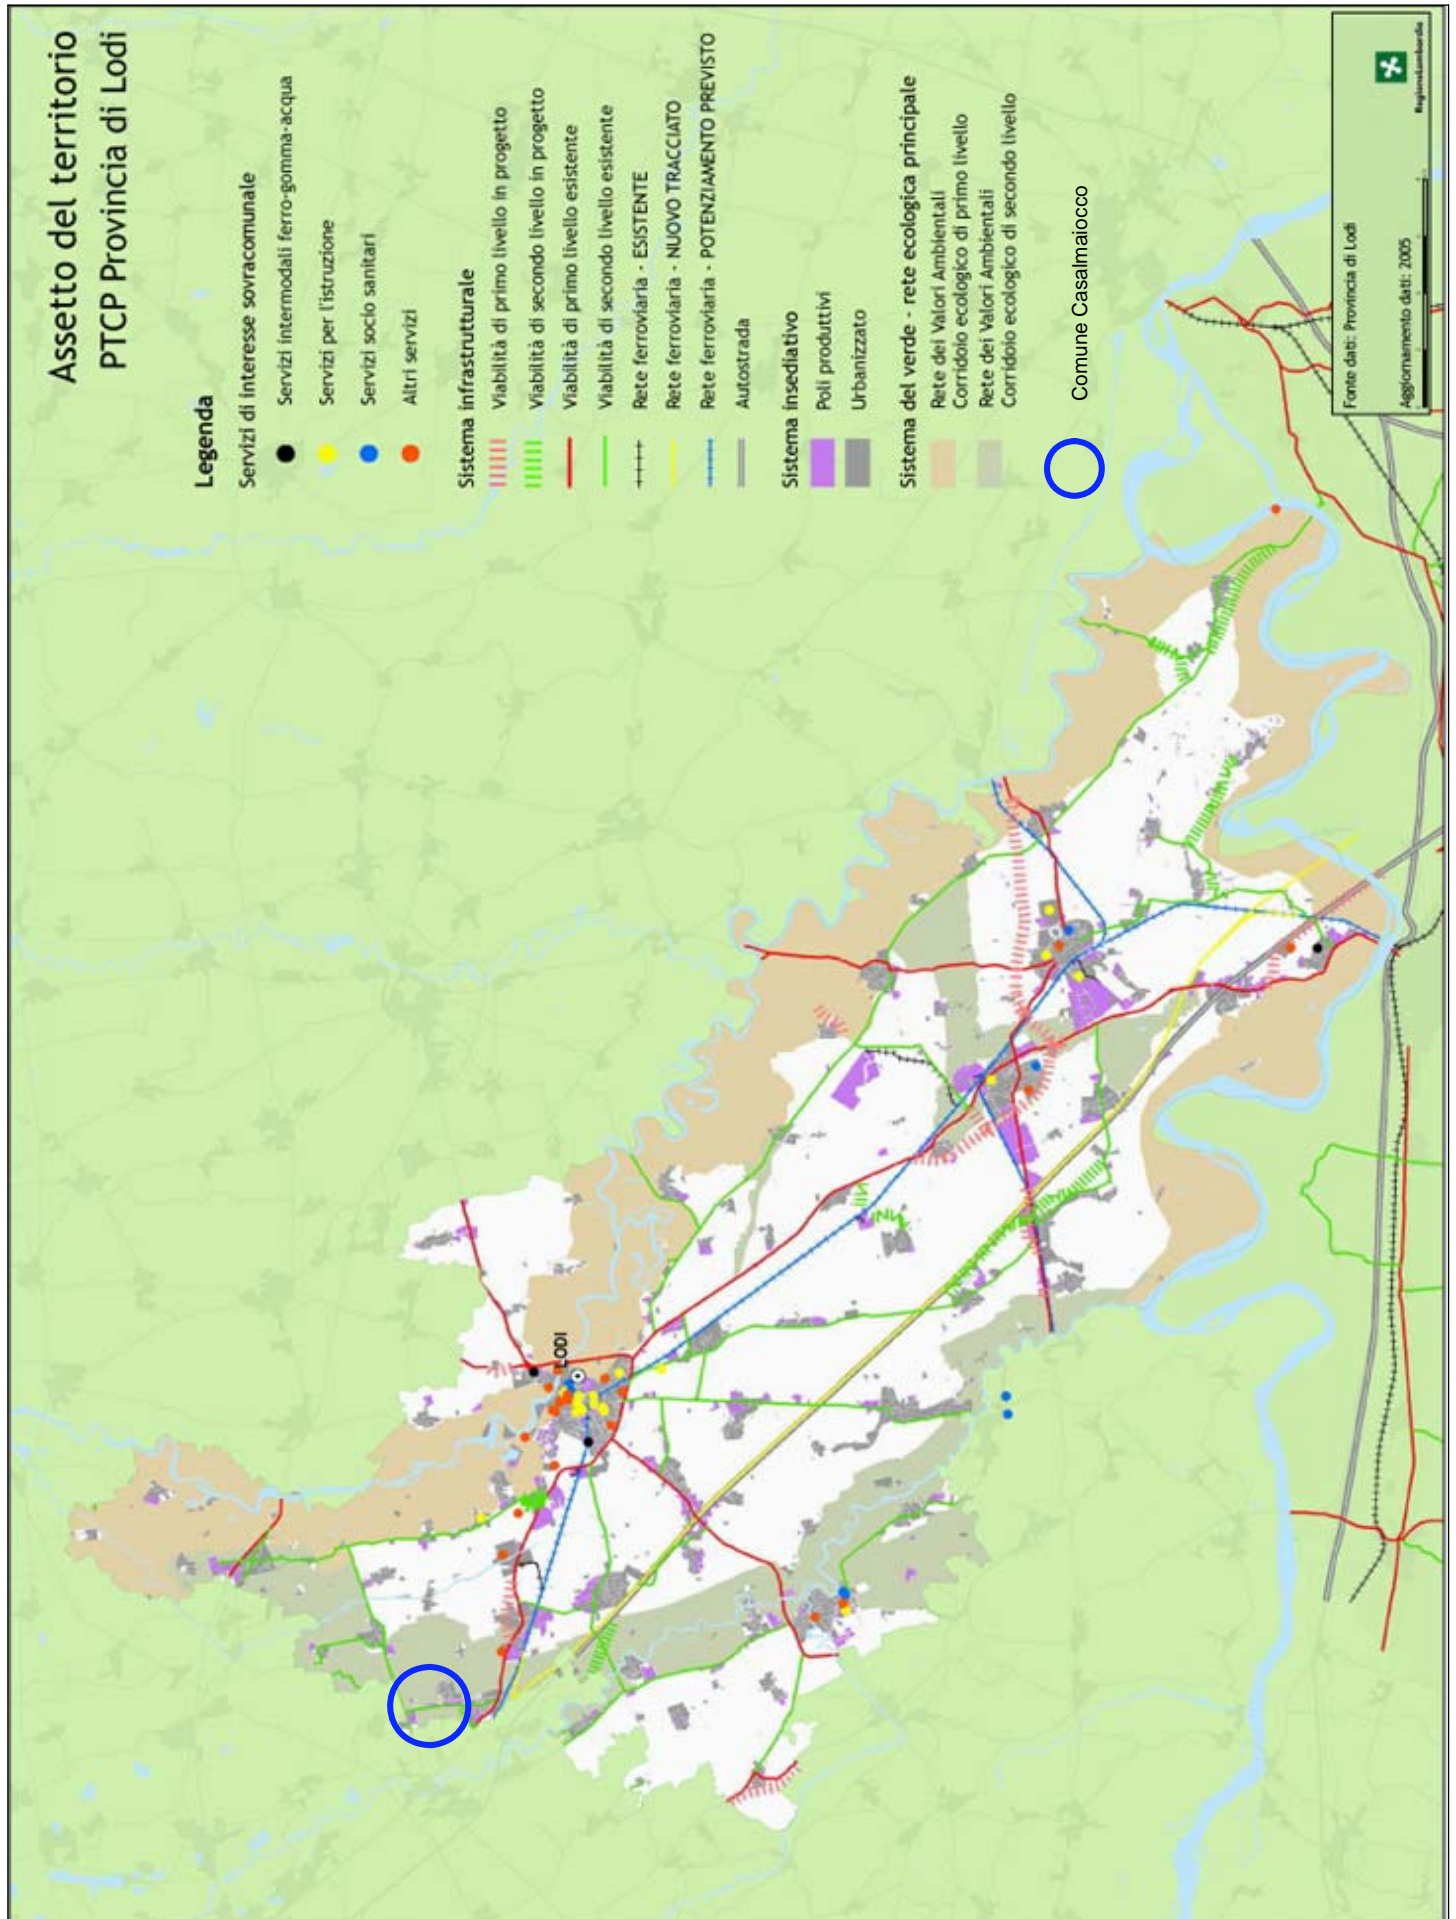 Assetto del territorio
PTCP Provincia di Lodi
Legenda
Servizi di interesse sovracomunale
Servizi intermodali ferro-gomma-acqua
Servizi per l'istruzione
Servizi socio sanitari
Altri servizi
Sistema infrastrutturale
Viabilità di primo livello in progetto
Viabilità di secondo livello in progetto
Viabilità di primo livello esistente
Viabilità di secondo livello esistente
Rete ferroviaria - ESISTENTE
Rete ferroviaria - NUOVO TRACCIATO
Rete ferroviaria - POTENZIAMENTO PREVISTO
Autostrada
Sistema insediativo
Poli produttivi
Urbanizzato
Sistema del verde - rete ecologica principale
Rete dei Valori Ambientali
Corridoio ecologico di primo livello
Rete dei Valori Ambientali
Corridoio ecologico di secondo livello
Comune Casalmaiocco
LODI
Fonte dati: Provincia di Lodi
Aggiornamento dati: 2005
RegioneLombardia